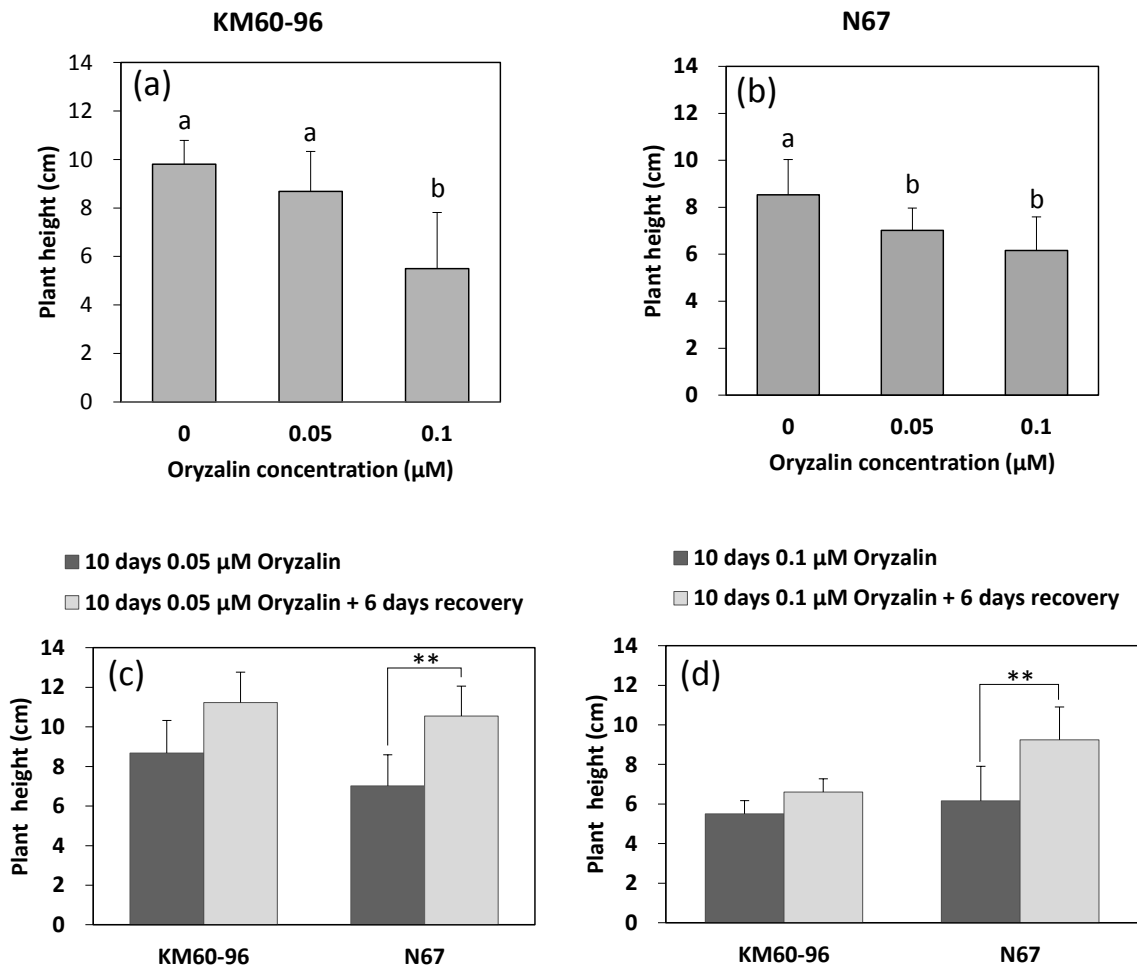 KM60-96
(a)
Plant height (cm)
14
12
10
8
6
4
2
0
a
a
b
0
0.05
0.1
Oryzalin concentration (µM)
N67
(b)
Plant height (cm)
14
12
10
8
6
4
2
0
a
b
b
0
0.05
0.1
Oryzalin concentration (µM)
10 days 0.05 µM Oryzalin
10 days 0.05 µM Oryzalin + 6 days recovery
(c)
Plant height (cm)
14
12
10
8
6
4
2
0
**
KM60-96
N67
10 days 0.1 µM Oryzalin
10 days 0.1 µM Oryzalin + 6 days recovery
(d)
Plant height (cm)
14
12
10
8
6
4
2
0
**
KM60-96
N67